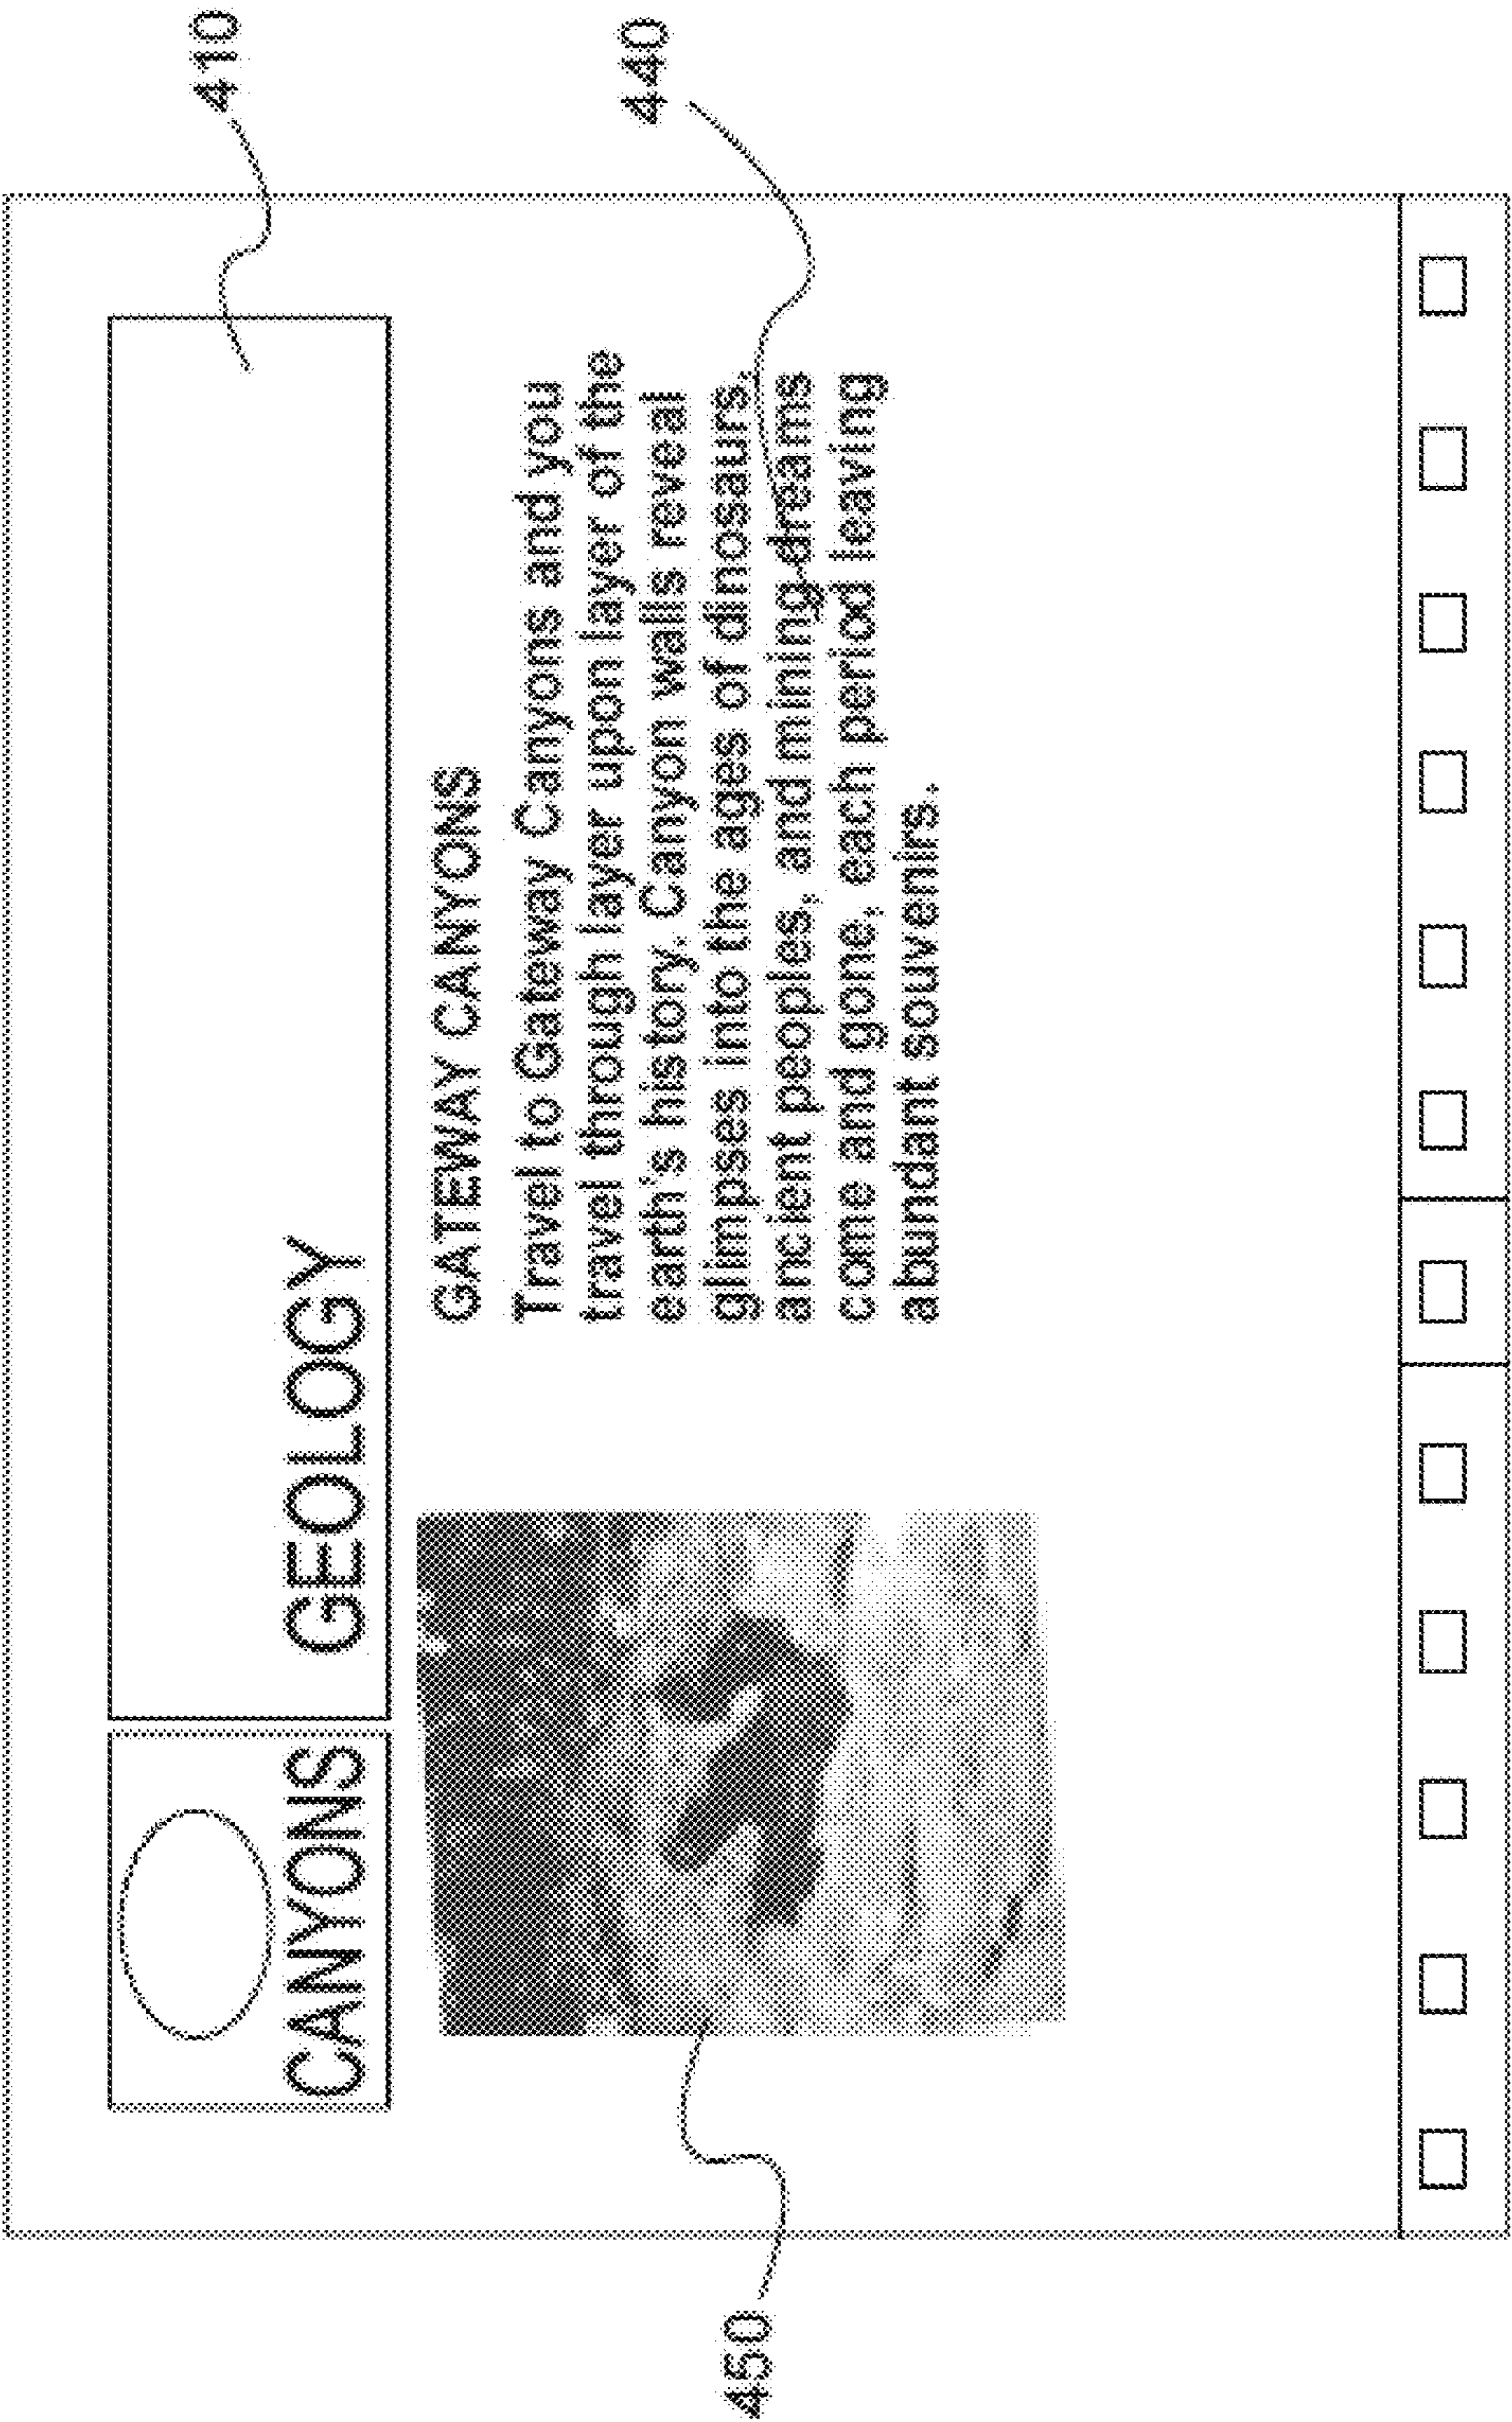 410
CANYONS
GEOLOGY
GATEWAY CANYONS
Travel to Gateway Canyons and you
travel through layer upon layer of the
earth's history. Canyon walls reveal
glimpses into the ages of dinosaurs,
ancient peoples, and mining dreams
come and gone, each period leaving
abundant souvenirs.
440
450